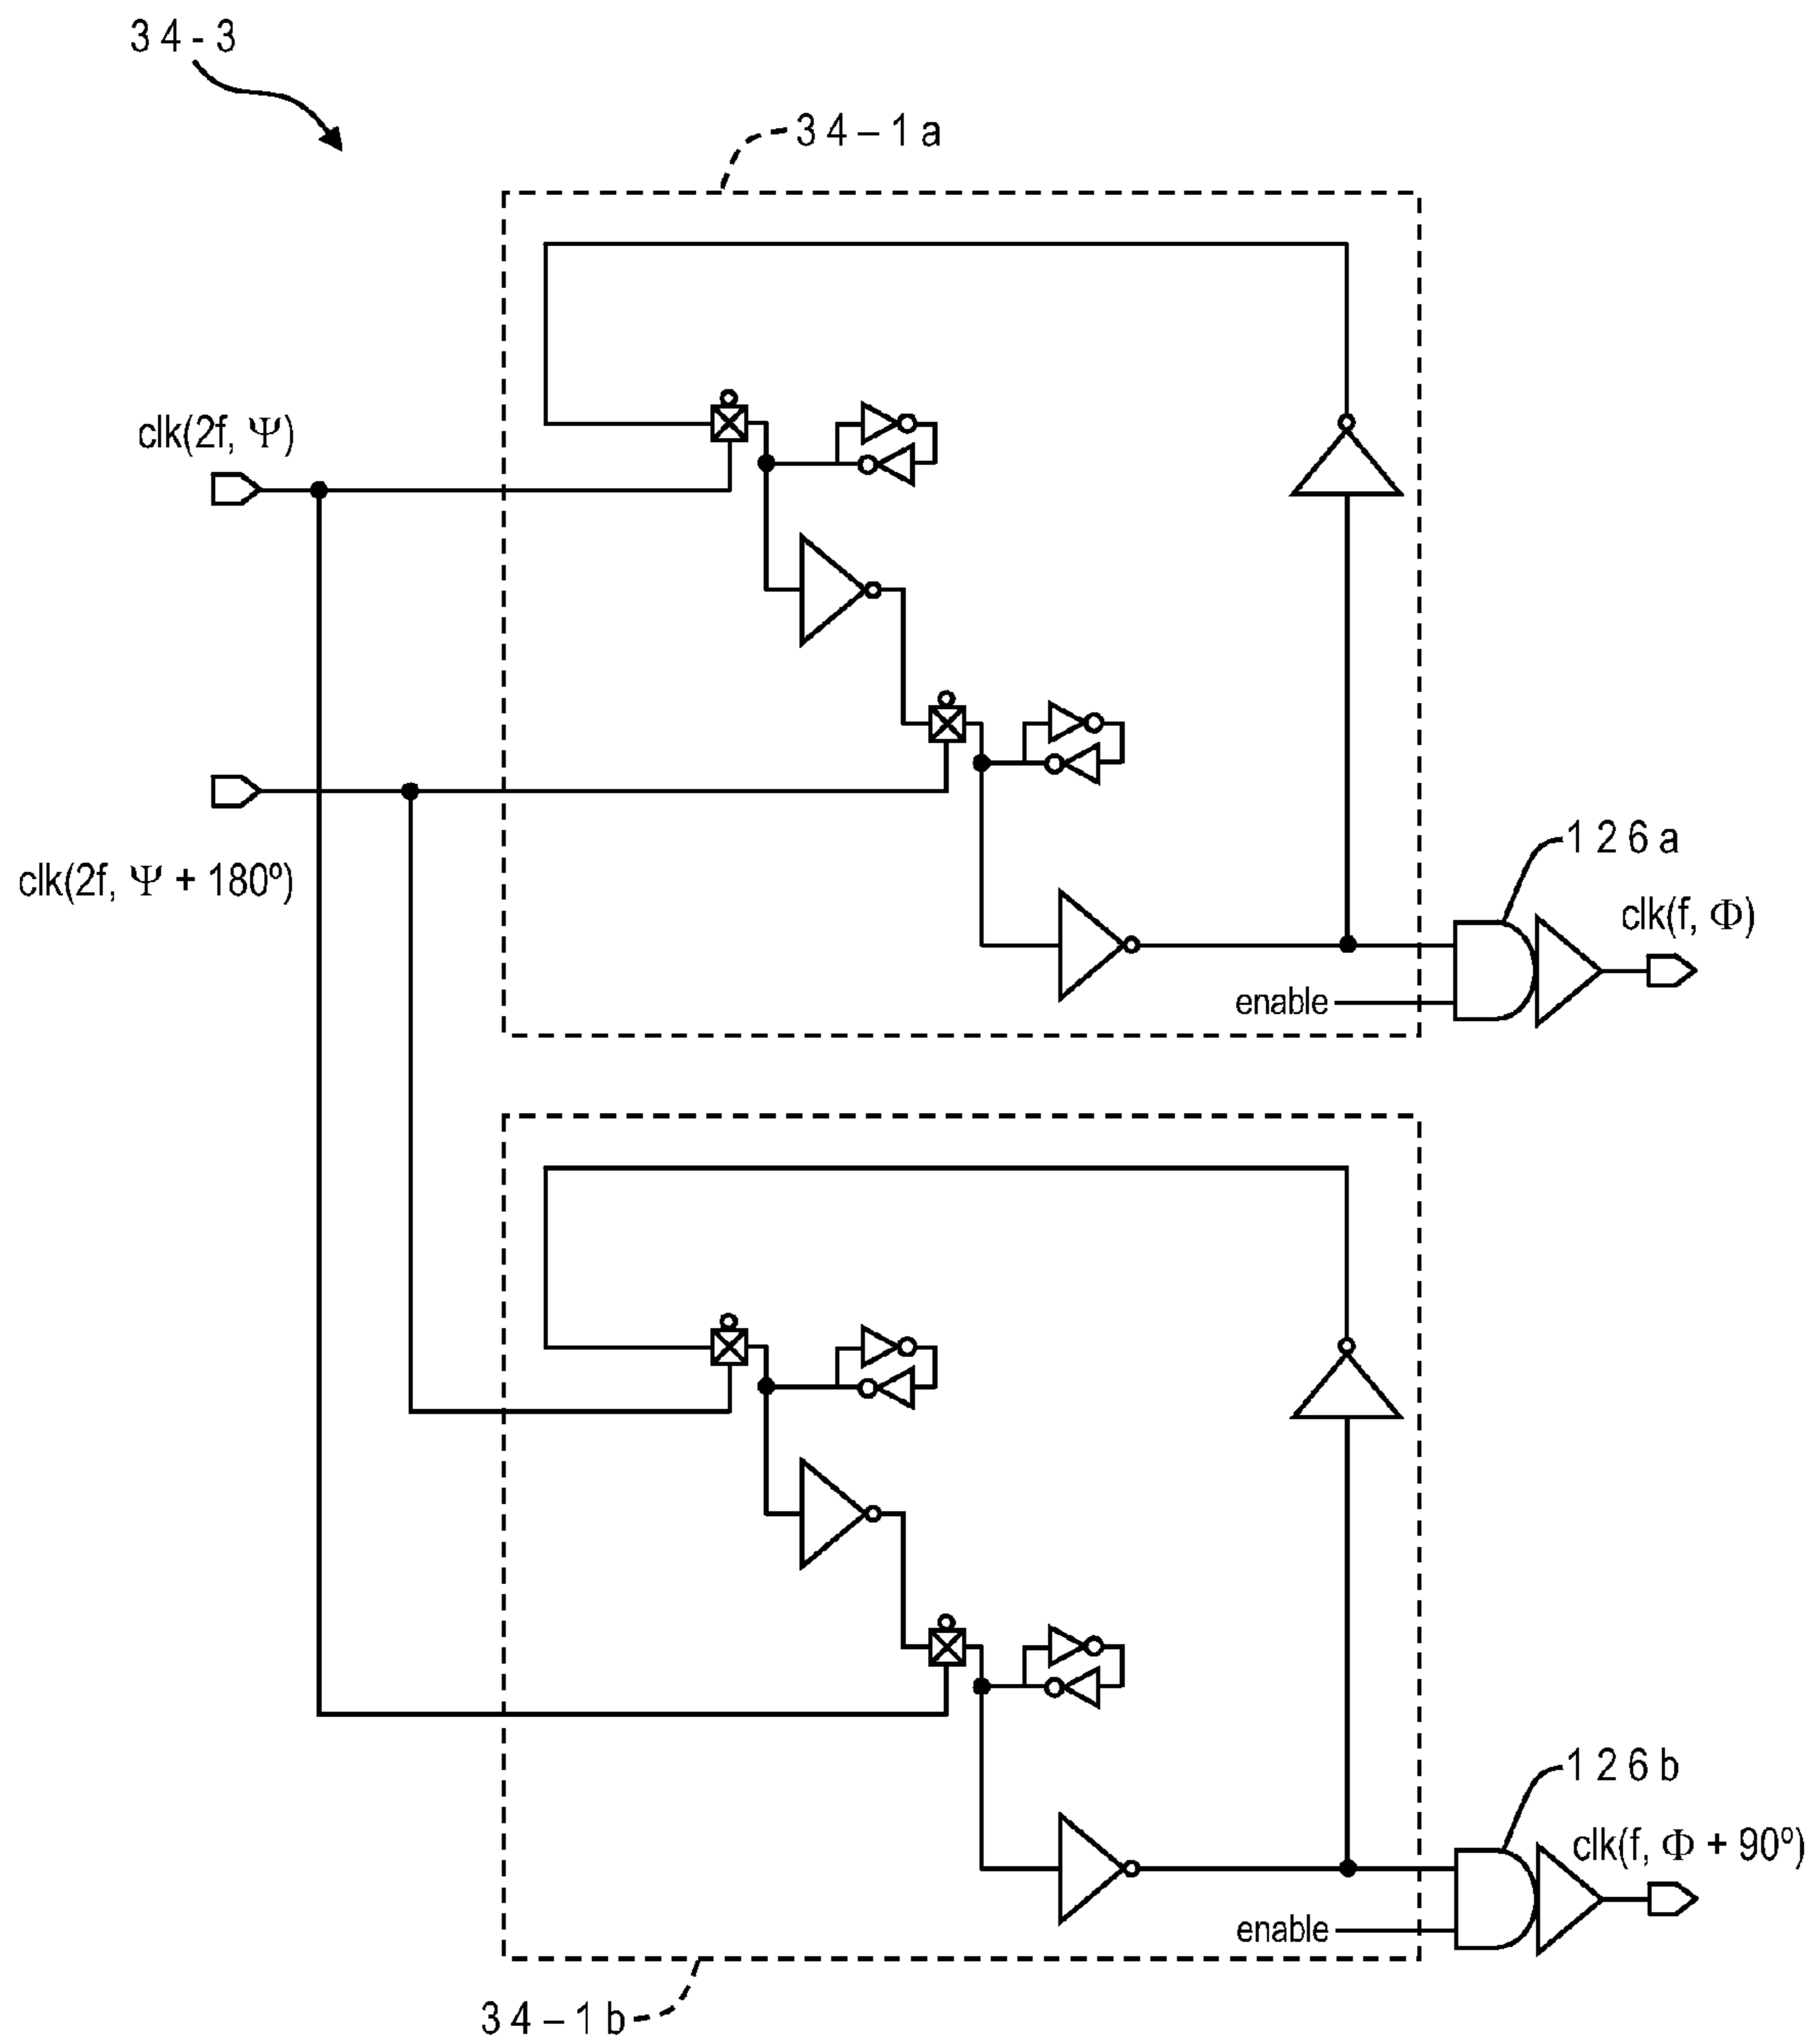 34-3
34-1a
clk(2f, Ψ)
clk(2f, Ψ + 180º)
126a
clk(f, Φ)
enable
126b
clk(f, Φ + 90º)
enable
34-1b